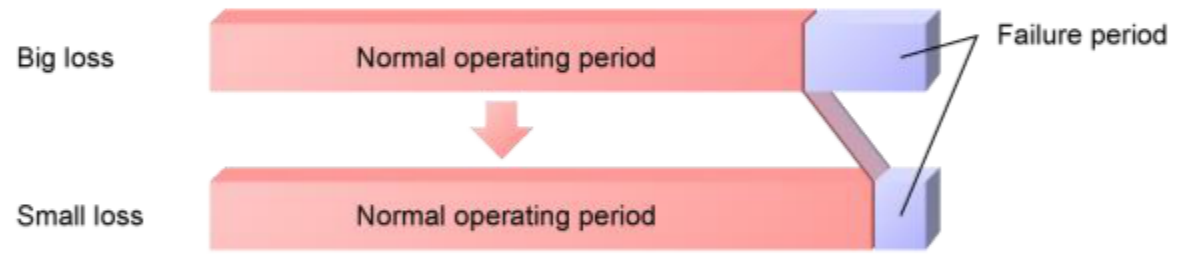 Big loss
Normal operating period
Failure period
Small loss
Normal operating period